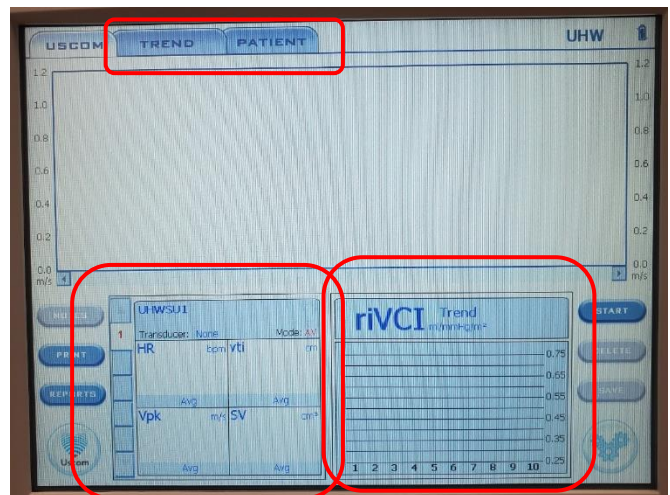 USCOM TREND PATIENT UHW
1.2 1.2
1.0 1.0
0.8 0.8
0.6 0.6
0.4 0.4
0.2 0.2
0.0 0.0
m/s m/s
UHWSU1
1 Transducer: None Mode: AV
HR bpm vti cm
Avg Avg
Vpk m/s SV cm³
Avg Avg
riVCI Trend
m/mmHg/m²
0.75
0.65
0.55
0.45
0.35
0.25
1 2 3 4 5 6 7 8 9 10
PRINT
REPORTS
Uscom
START
DELETE
SAVE